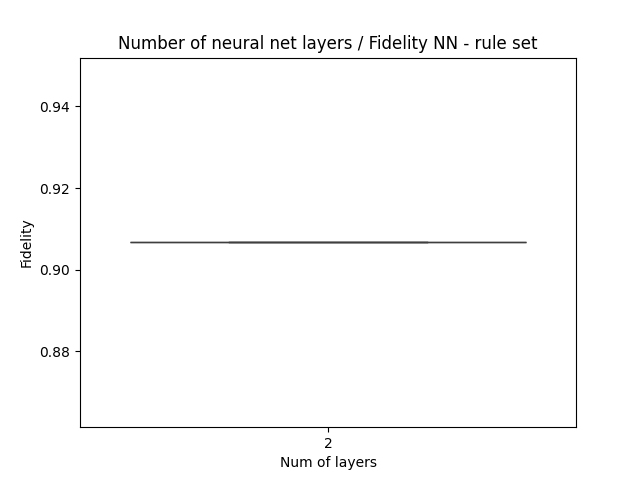 Number of neural net layers / Fidelity NN - rule set
0.94
0.92
0.90
0.88
Fidelity
2
Num of layers